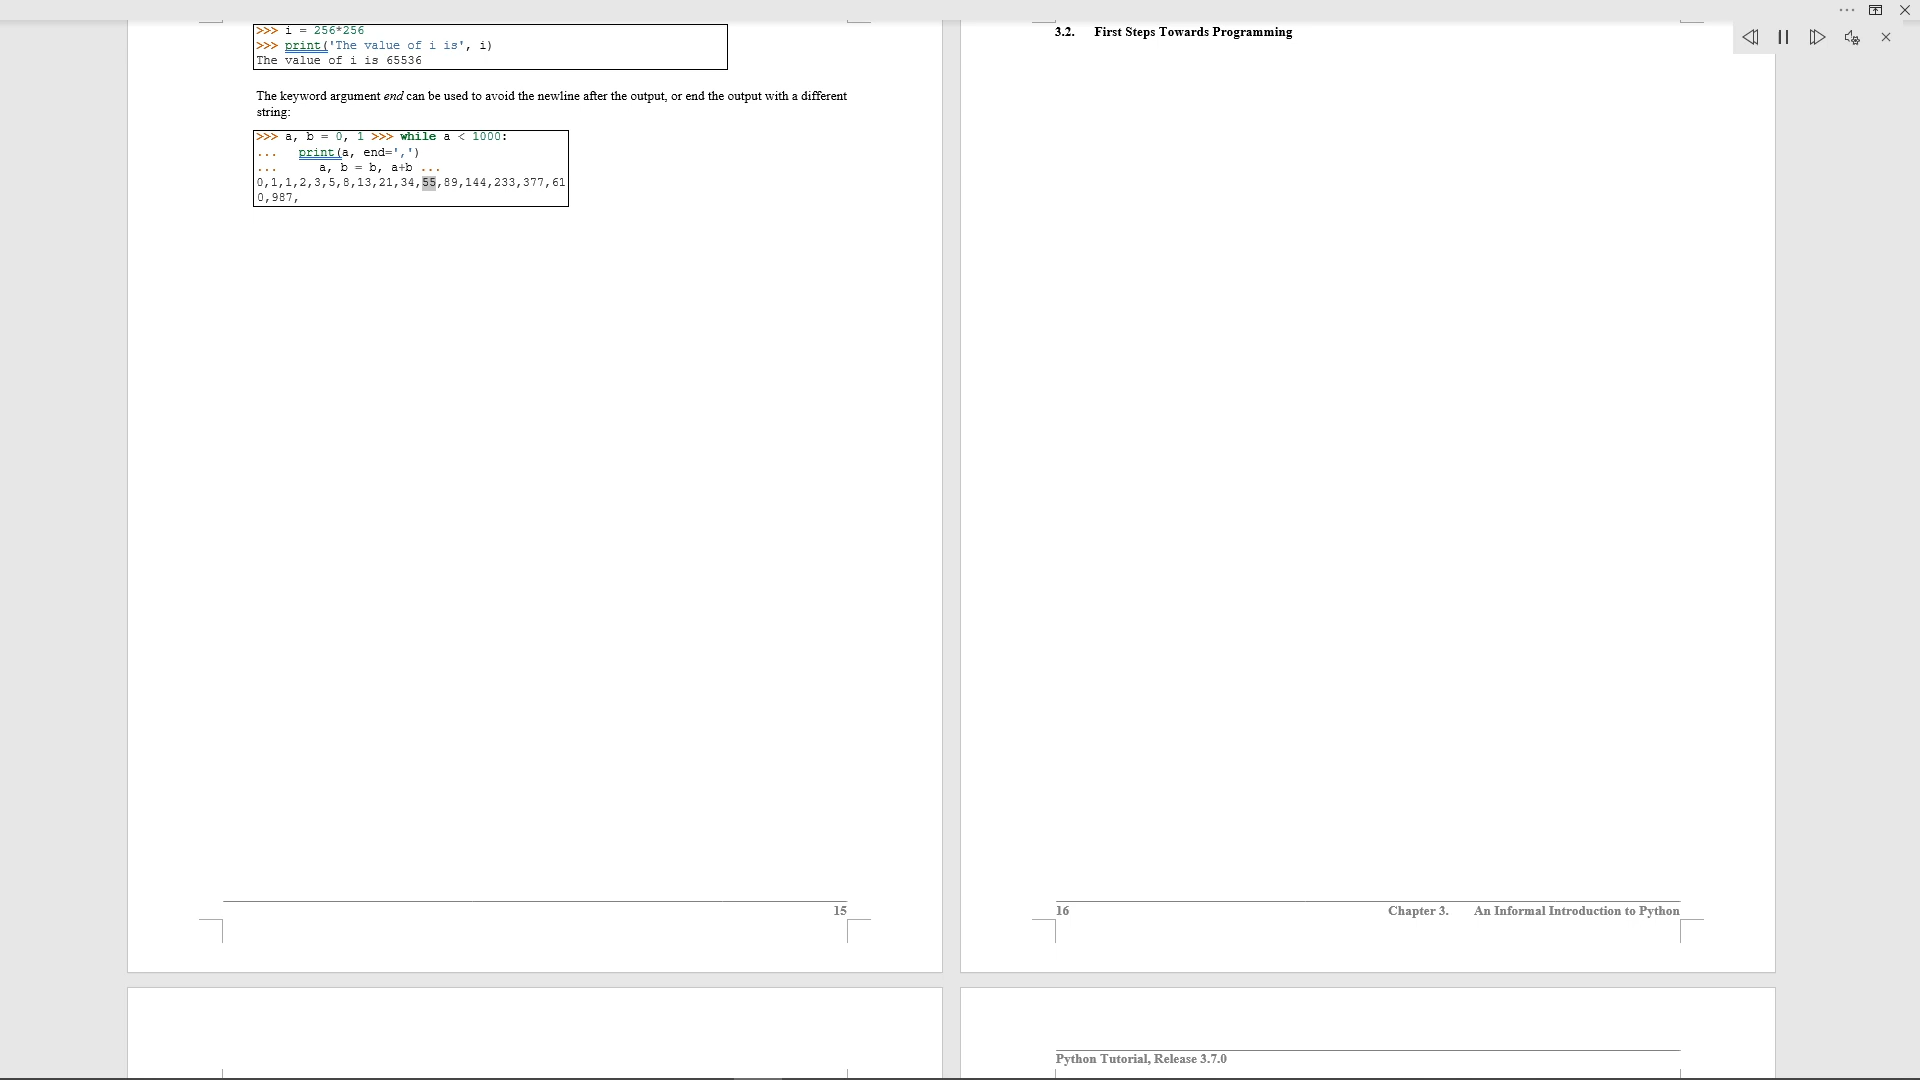 >>> i = 256*256
>>> print('The value of i is', i)
The value of i is 65536
The keyword argument end can be used to avoid the newline after the output, or end the output with a different
string:
>>> a, b = 0, 1 >>> while a < 1000:
... print(a, end=',')
... a, b = b, a+b ...
0,1,1,2,3,5,8,13,21,34,55,89,144,233,377,61
0,987,
15
3.2. First Steps Towards Programming
16 Chapter 3. An Informal Introduction to Python
Python Tutorial, Release 3.7.0